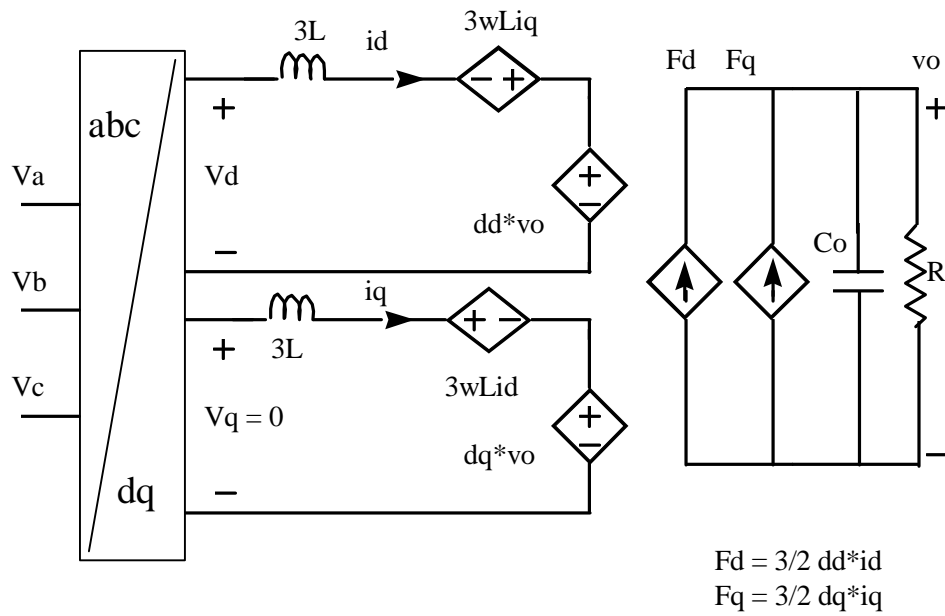 3L
id
3wLiq
Fd
Fq
vo
abc
Va
Vd
dd*vo
Co
R
Vb
iq
3L
Vc
3wLid
Vq = 0
dq*vo
dq
Fd = 3/2 dd*id
Fq = 3/2 dq*iq